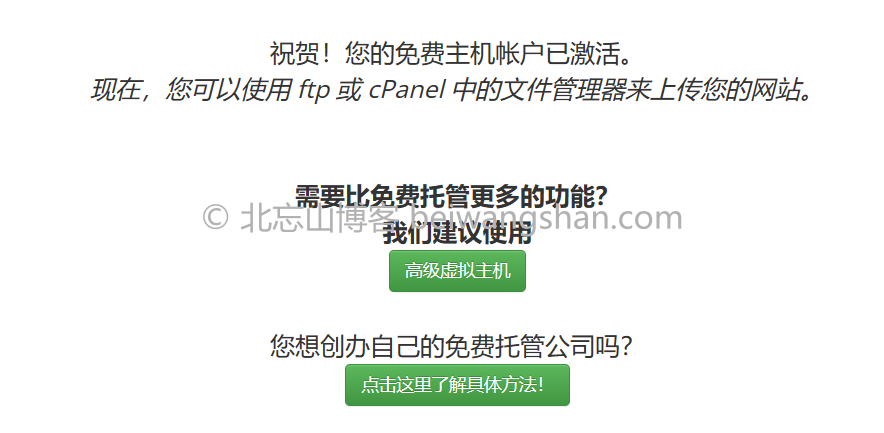 祝贺！您的免费主机帐户已激活。
现在，您可以使用 ftp 或 cPanel 中的文件管理器来上传您的网站。
需要比免费托管更多的功能？
© 北忘山博客 beiwangshan.com
我们建议使用
高级虚拟主机
您想创办自己的免费托管公司吗？
点击这里了解具体方法！